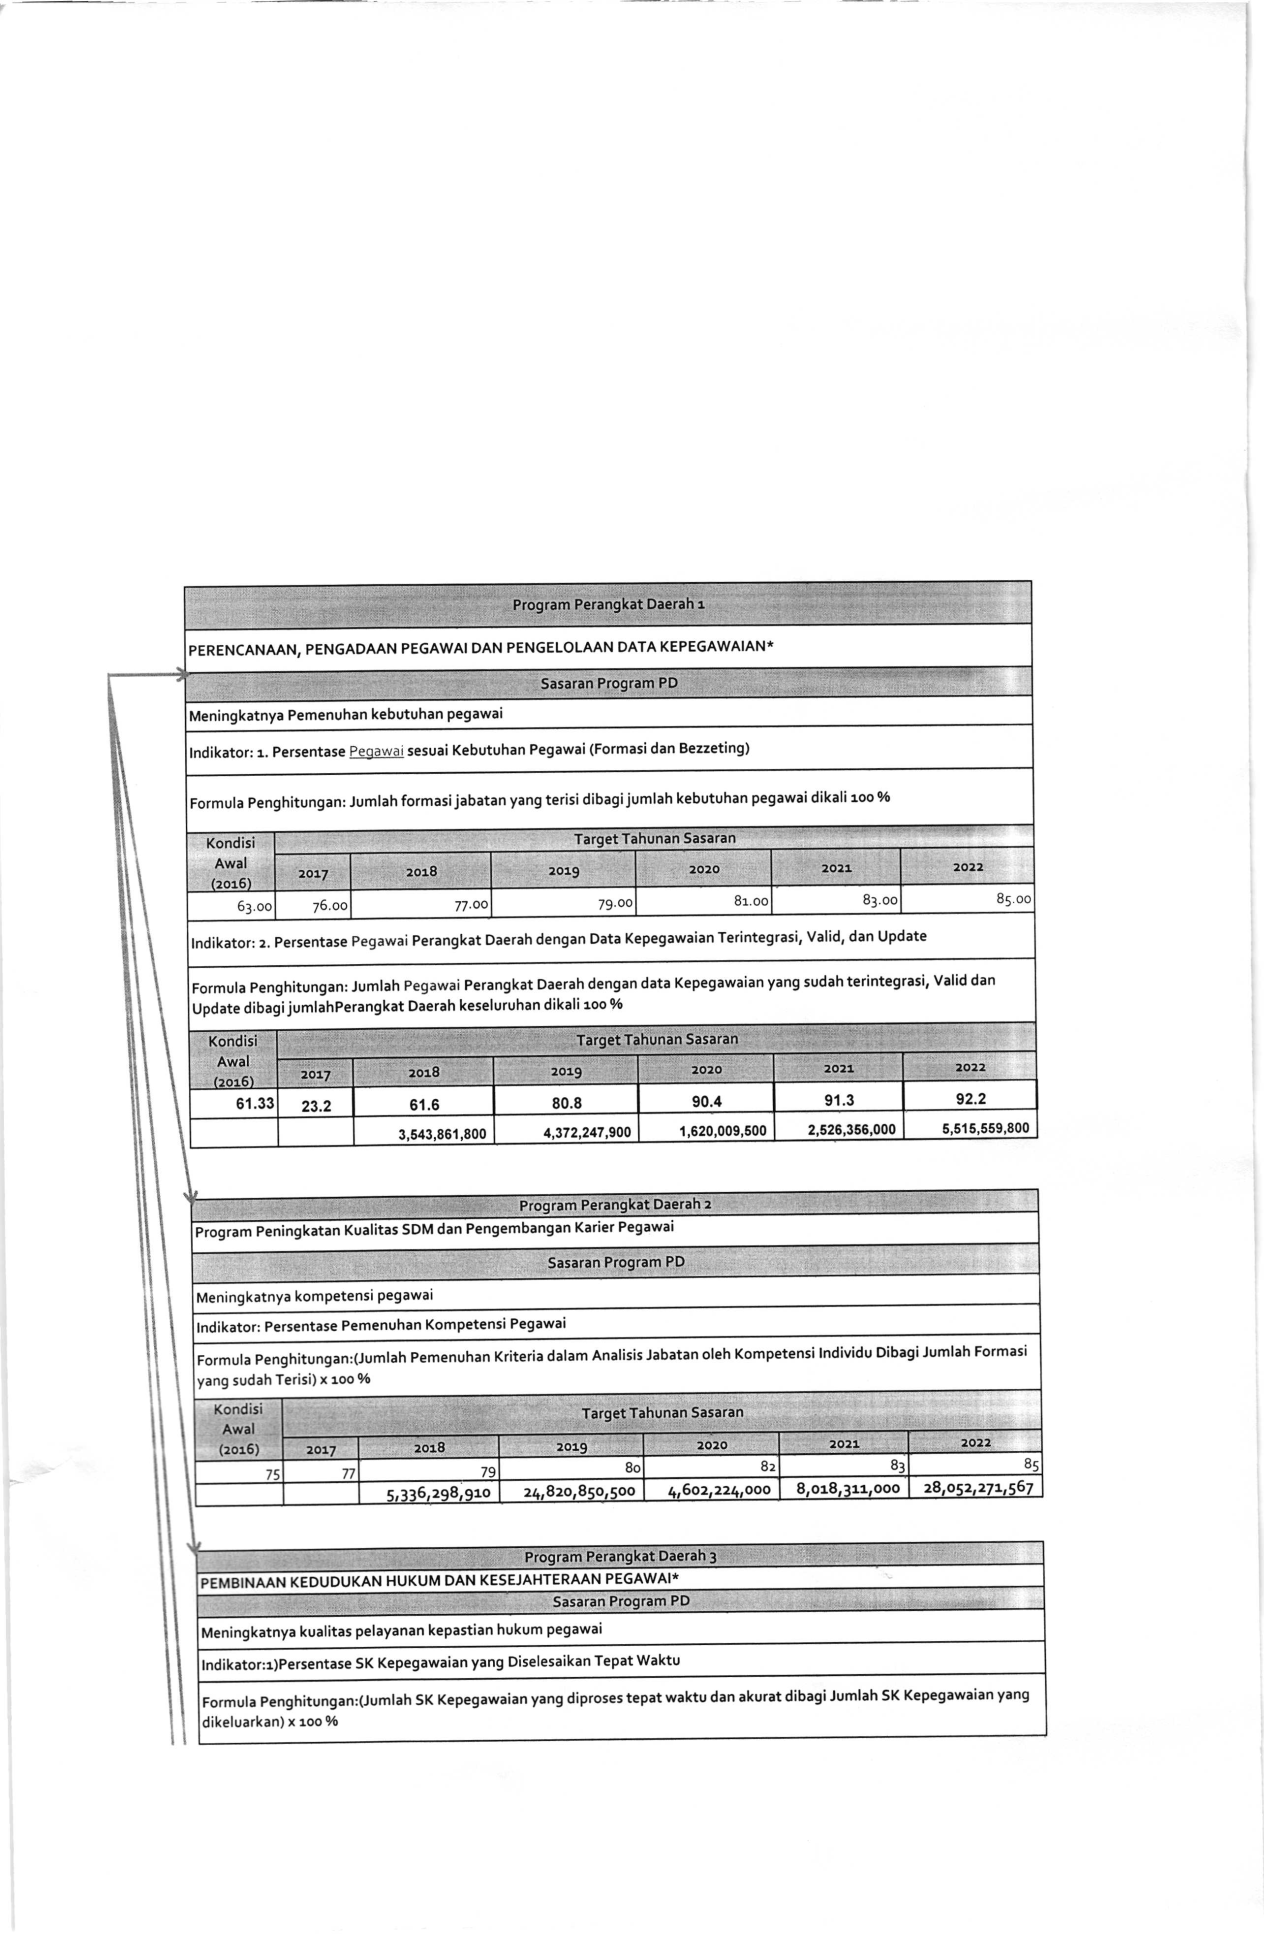 Program Perangkat Daerah 1
PERENCANAAN, PENGADAAN PEGAWAI DAN PENGELOLAAN DATA KEPEGAWAIAN*
Sasaran Program PD
Meningkatnya Pemenuhan kebutuhan pegawai
Indikator: 1. Persentase Pegawai sesuai Kebutuhan Pegawai (Formasi dan Bezzeting)
Formula Penghitungan: Jumlah formasi jabatan yang terisi dibagi jumlah kebutuhan pegawai dikali 100 %
Kondisi Awal (2016) Target Tahunan Sasaran
2017 2018 2019 2020 2021 2022
63.00 76.00 77.00 79.00 81.00 83.00 85.00
Indikator: 2. Persentase Pegawai Perangkat Daerah dengan Data Kepegawaian Terintegrasi, Valid, dan Update
Formula Penghitungan: Jumlah Pegawai Perangkat Daerah dengan data Kepegawaian yang sudah terintegrasi, Valid dan
Update dibagi jumlahPerangkat Daerah keseluruhan dikali 100 %
Kondisi Awal (2016) Target Tahunan Sasaran
2017 2018 2019 2020 2021 2022
61.33 23.2 61.6 80.8 90.4 91.3 92.2
3,543,861,800 4,372,247,900 1,620,009,500 2,526,356,000 5,515,559,800
Program Perangkat Daerah 2
Program Peningkatan Kualitas SDM dan Pengembangan Karier Pegawai
Sasaran Program PD
Meningkatnya kompetensi pegawai
Indikator: Persentase Pemenuhan Kompetensi Pegawai
Formula Penghitungan:(Jumlah Pemenuhan Kriteria dalam Analisis Jabatan oleh Kompetensi Individu Dibagi Jumlah Formasi
yang sudah Terisi) x 100 %
Kondisi Awal (2016) Target Tahunan Sasaran
2017 2018 2019 2020 2021 2022
75 77 79 80 82 83 85
5,336,298,910 24,820,850,500 4,602,224,000 8,018,311,000 28,052,271,567
Program Perangkat Daerah 3
PEMBINAAN KEDUDUKAN HUKUM DAN KESEJAHTERAAN PEGAWAI*
Sasaran Program PD
Meningkatnya kualitas pelayanan kepastian hukum pegawai
Indikator:1)Persentase SK Kepegawaian yang Diselesaikan Tepat Waktu
Formula Penghitungan:(Jumlah SK Kepegawaian yang diproses tepat waktu dan akurat dibagi Jumlah SK Kepegawaian yang
dikeluarkan) x 100 %